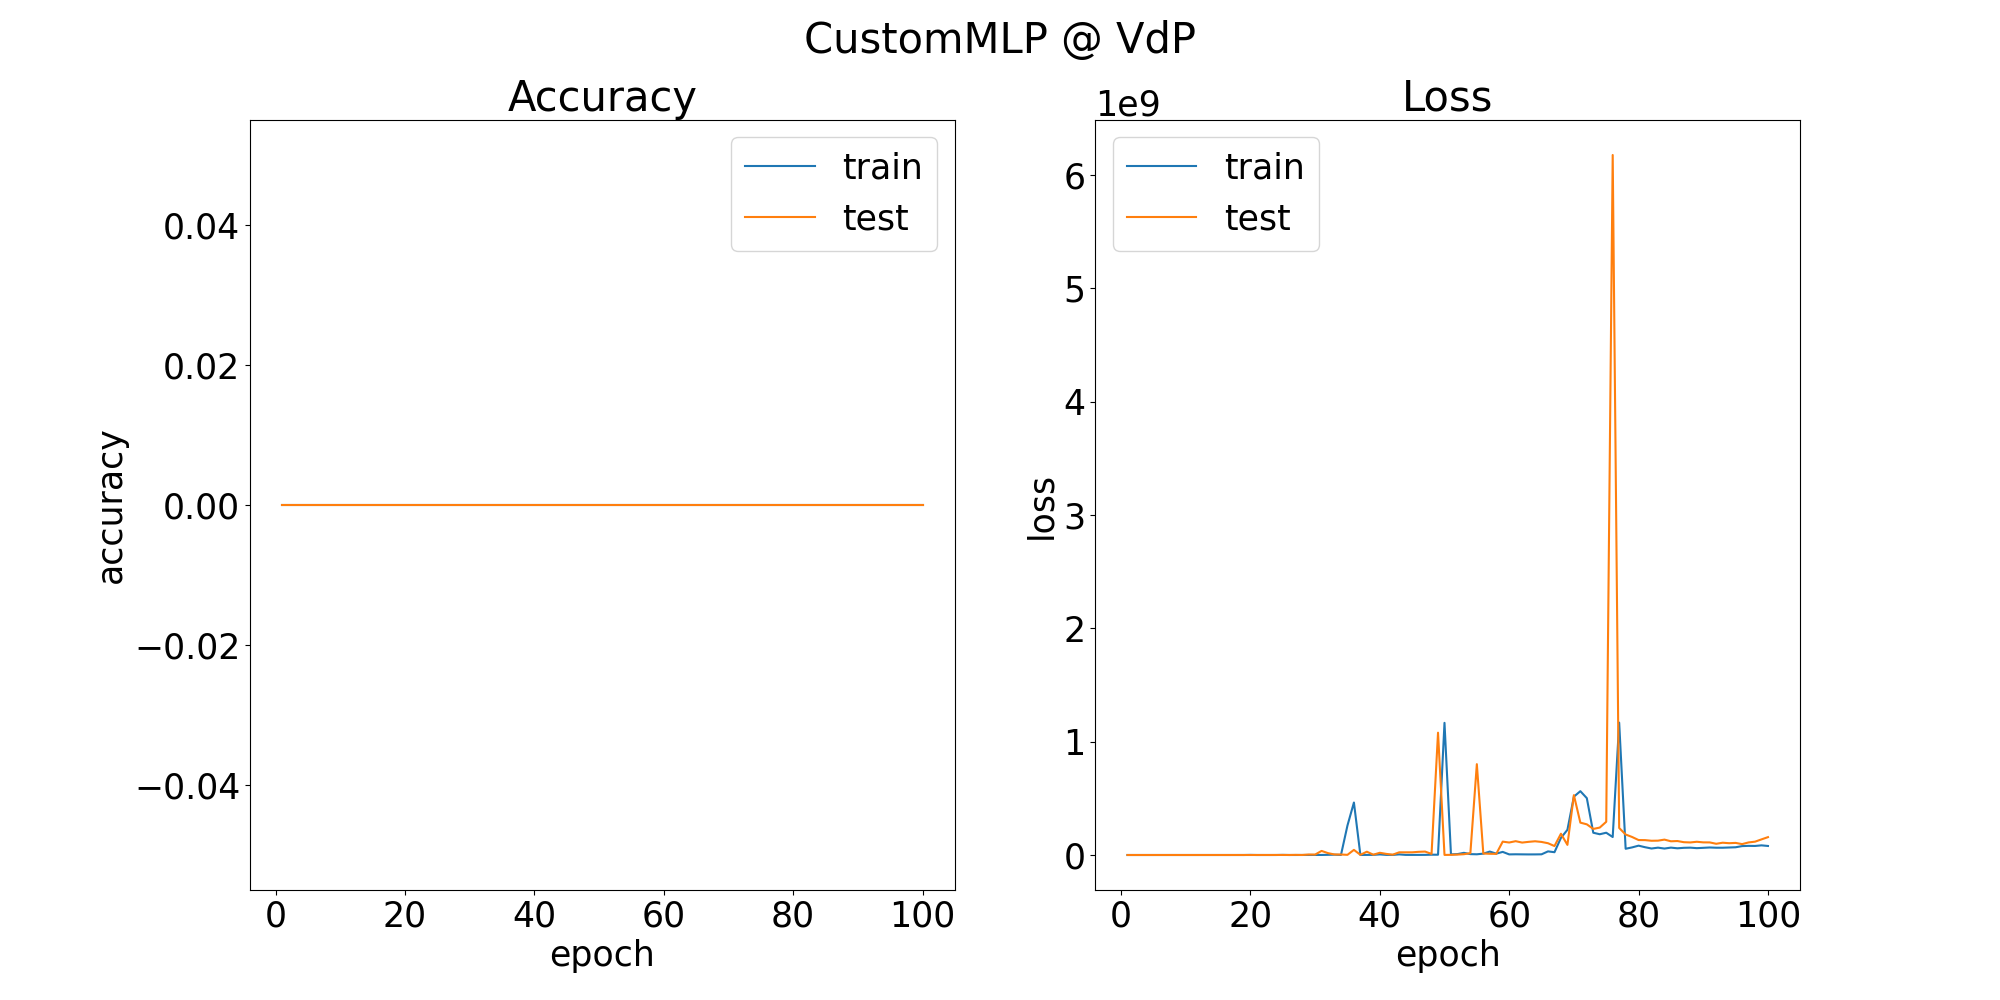 CustomMLP @ VdP
Accuracy
train
test
0.04
0.02
0.00
−0.02
−0.04
accuracy
0 20 40 60 80 100
epoch
Loss
1e9
train
test
6
5
4
3
2
1
0
loss
0 20 40 60 80 100
epoch